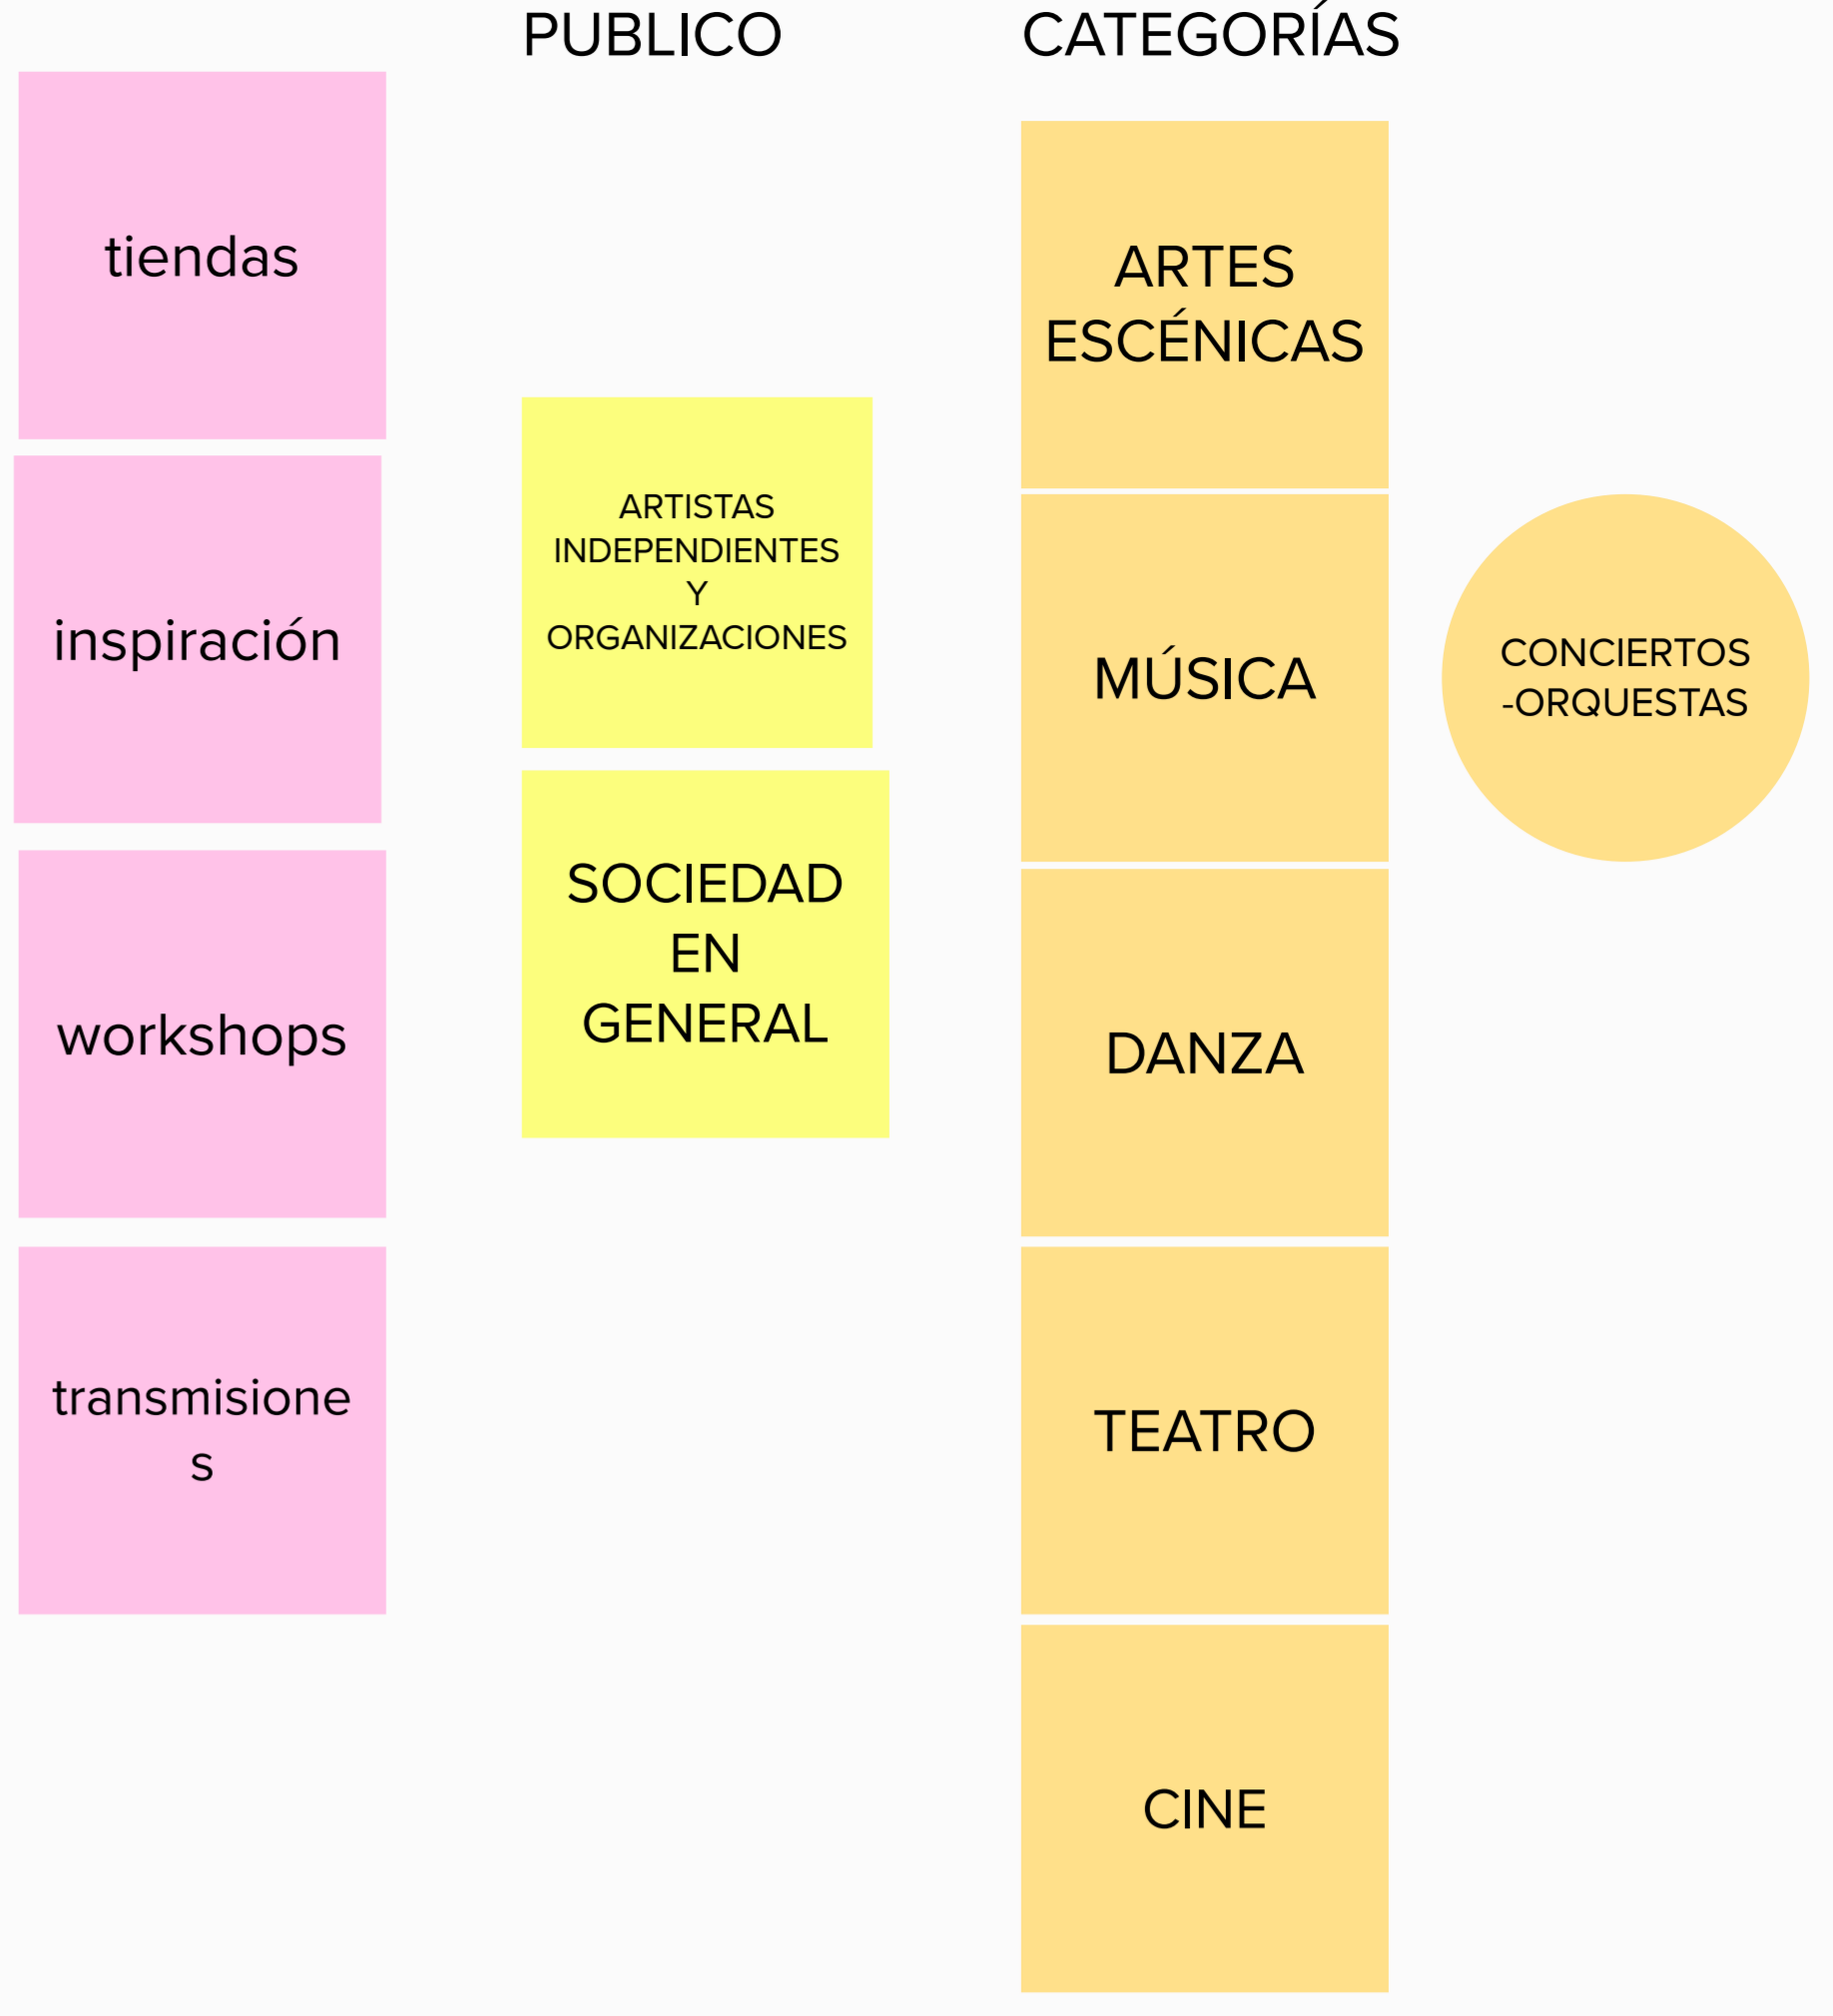 PUBLICO
CATEGORÍAS
tiendas
inspiración
workshops
transmisione
s
ARTISTAS
INDEPENDIENTES
Y
ORGANIZACIONES
SOCIEDAD
EN
GENERAL
ARTES
ESCÉNICAS
MÚSICA
CONCIERTOS
-ORQUESTAS
DANZA
TEATRO
CINE